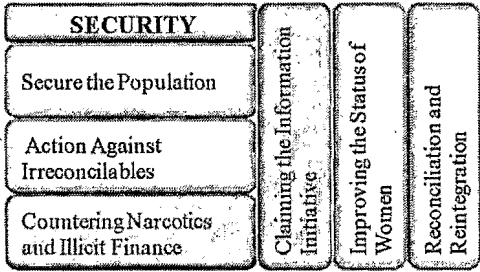 SECURITY
Secure the Population
Action Against
Irreconcilables
Countering Narcotics
and Illicit Finance
Claiming the Information
Initiative
Improving the Status of
Women
Reconciliation and
Reintegration